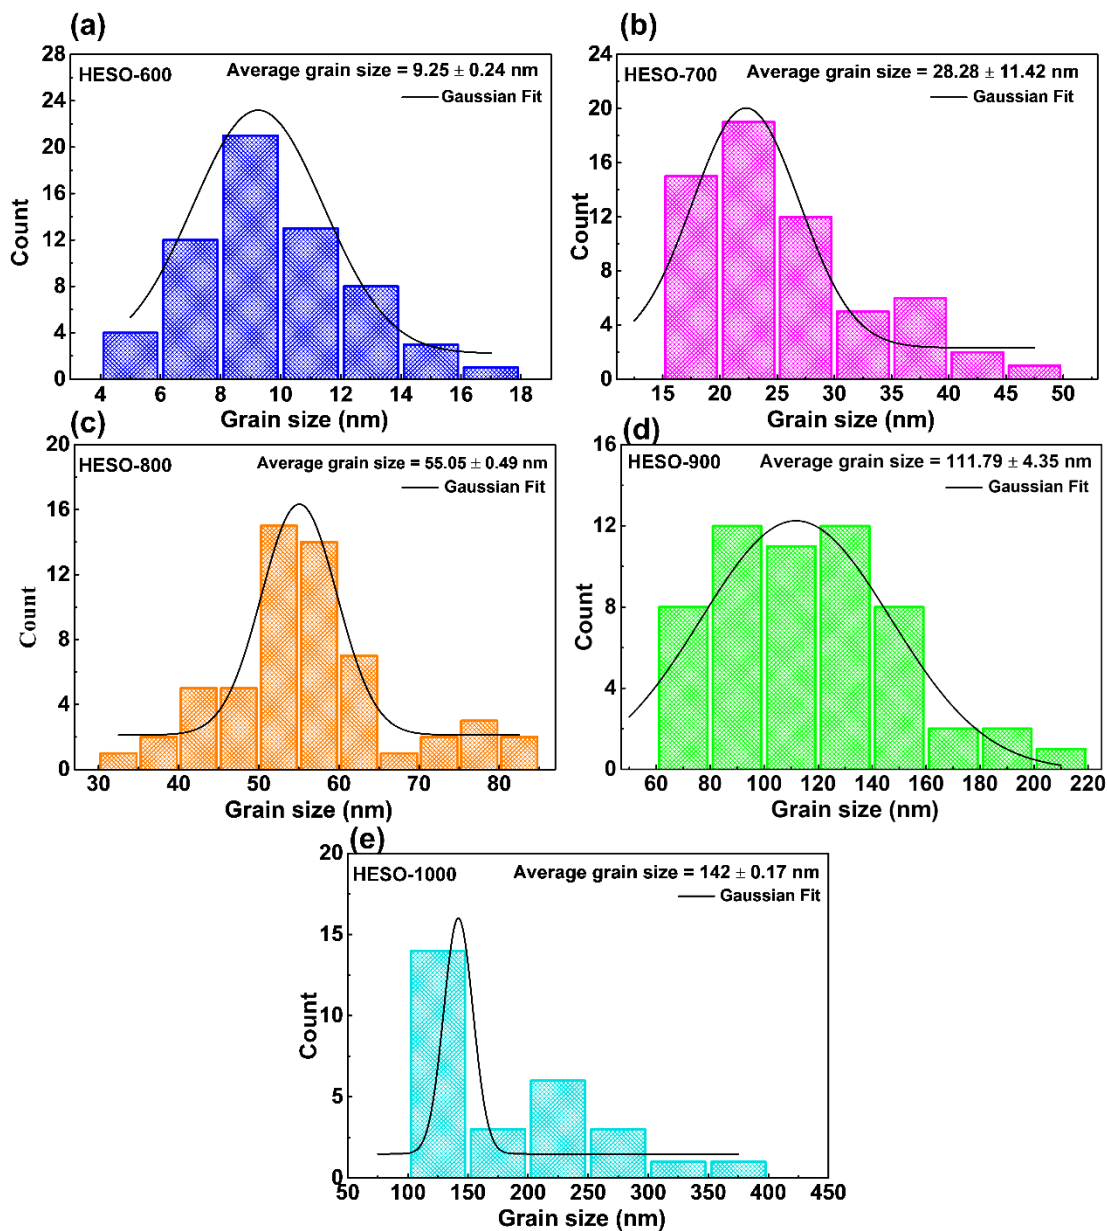 (a)
HESO-600
Average grain size = 9.25 ± 0.24 nm
Gaussian Fit
Count
28
24
20
16
12
8
4
0
4 6 8 10 12 14 16 18
Grain size (nm)
(b)
HESO-700
Average grain size = 28.28 ± 11.42 nm
Gaussian Fit
Count
24
20
16
12
8
4
0
15 20 25 30 35 40 45 50
Grain size (nm)
(c)
HESO-800
Average grain size = 55.05 ± 0.49 nm
Gaussian Fit
Count
20
16
12
8
4
0
30 40 50 60 70 80
Grain size (nm)
(d)
HESO-900
Average grain size = 111.79 ± 4.35 nm
Gaussian Fit
Count
16
12
8
4
0
60 80 100 120 140 160 180 200 220
Grain size (nm)
(e)
HESO-1000
Average grain size = 142 ± 0.17 nm
Gaussian Fit
Count
20
15
10
5
0
50 100 150 200 250 300 350 400 450
Grain size (nm)